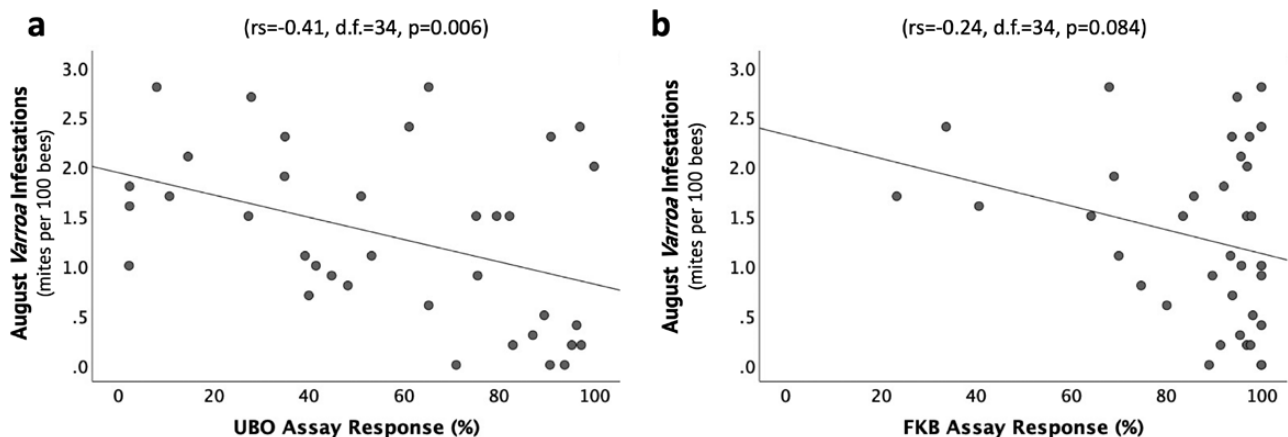 a
(rs=-0.41, d.f.=34, p=0.006)
August Varroa Infestations
(mites per 100 bees)
3.0
2.5
2.0
1.5
1.0
.5
.0
0 20 40 60 80 100
UBO Assay Response (%)
b
(rs=-0.24, d.f.=34, p=0.084)
August Varroa Infestations
(mites per 100 bees)
3.0
2.5
2.0
1.5
1.0
.5
.0
0 20 40 60 80 100
FKB Assay Response (%)